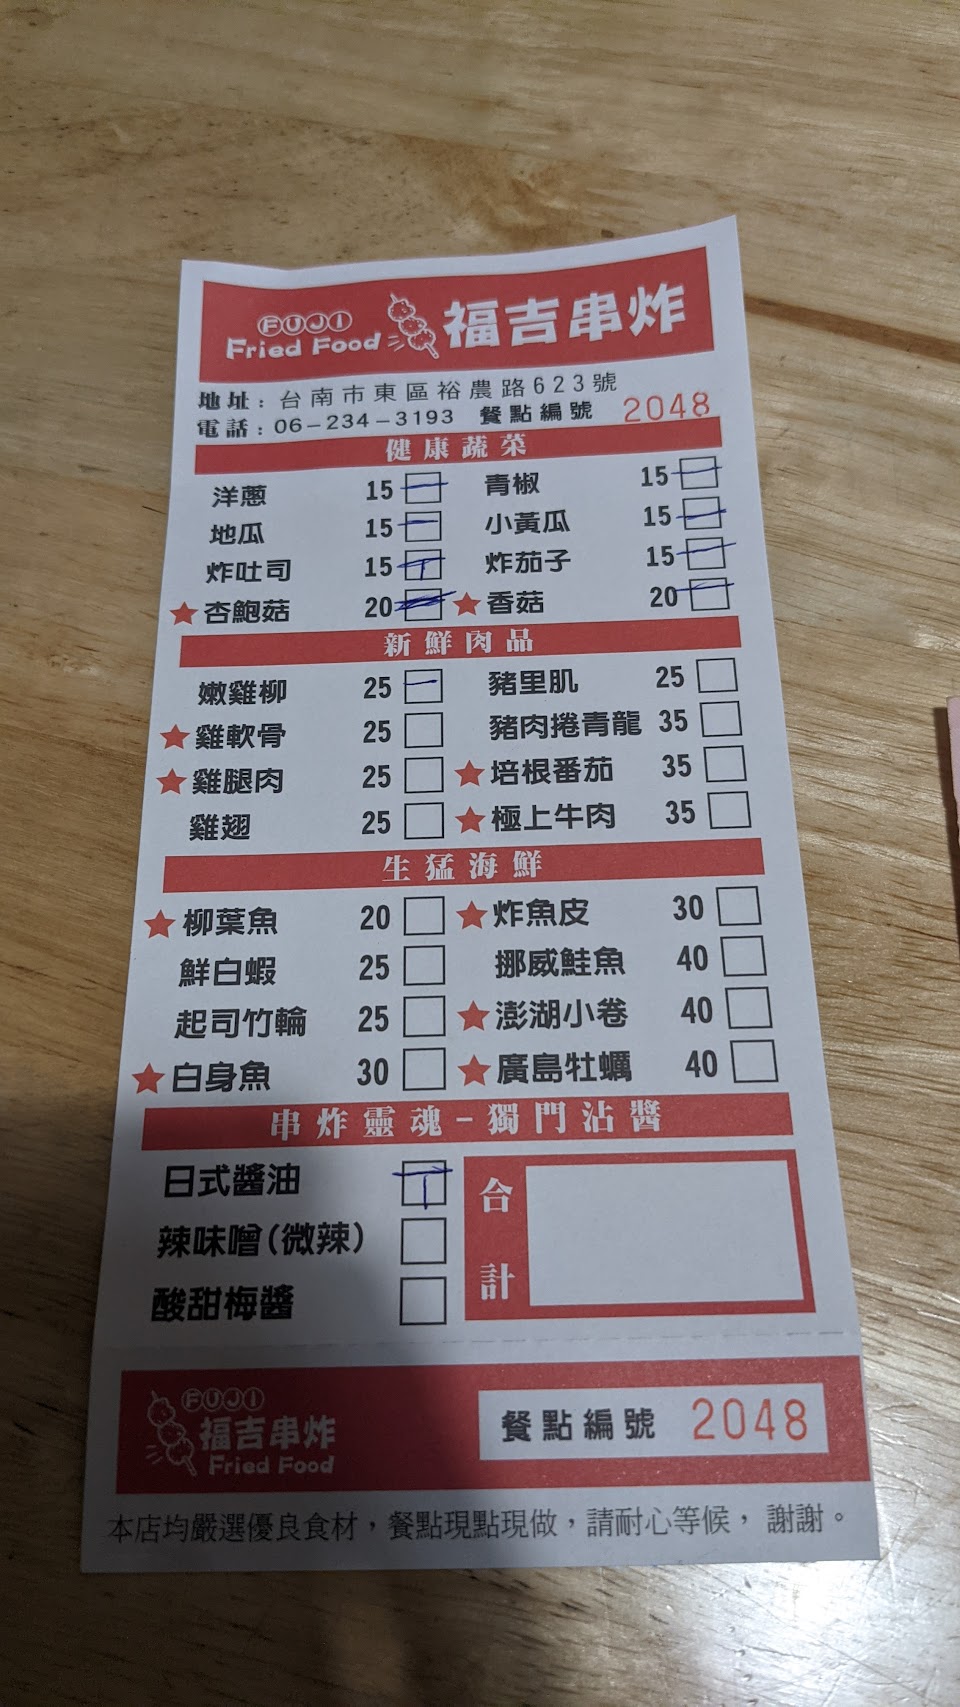 FUJI
Fried Food 福吉串炸
地址：台南市東區裕農路623號
電話：06-234-3193 餐點編號 2048
健康蔬菜
洋蔥 15 青椒 15
地瓜 15 小黃瓜 15
炸吐司 15 炸茄子 15
★杏鮑菇 20 ★香菇 20
新鮮肉品
嫩雞柳 25 豬里肌 25
★雞軟骨 25 豬肉捲青龍 35
★雞腿肉 25 ★培根番茄 35
雞翅 25 ★極上牛肉 35
生猛海鮮
★柳葉魚 20 ★炸魚皮 30
鮮白蝦 25 挪威鮭魚 40
起司竹輪 25 ★澎湖小卷 40
★白身魚 30 ★廣島牡蠣 40
串炸靈魂-獨門沾醬
日式醬油
辣味噌(微辣)
酸甜梅醬
合計
FUJI
福吉串炸
Fried Food
餐點編號 2048
本店均嚴選優良食材，餐點現點現做，請耐心等候，謝謝。